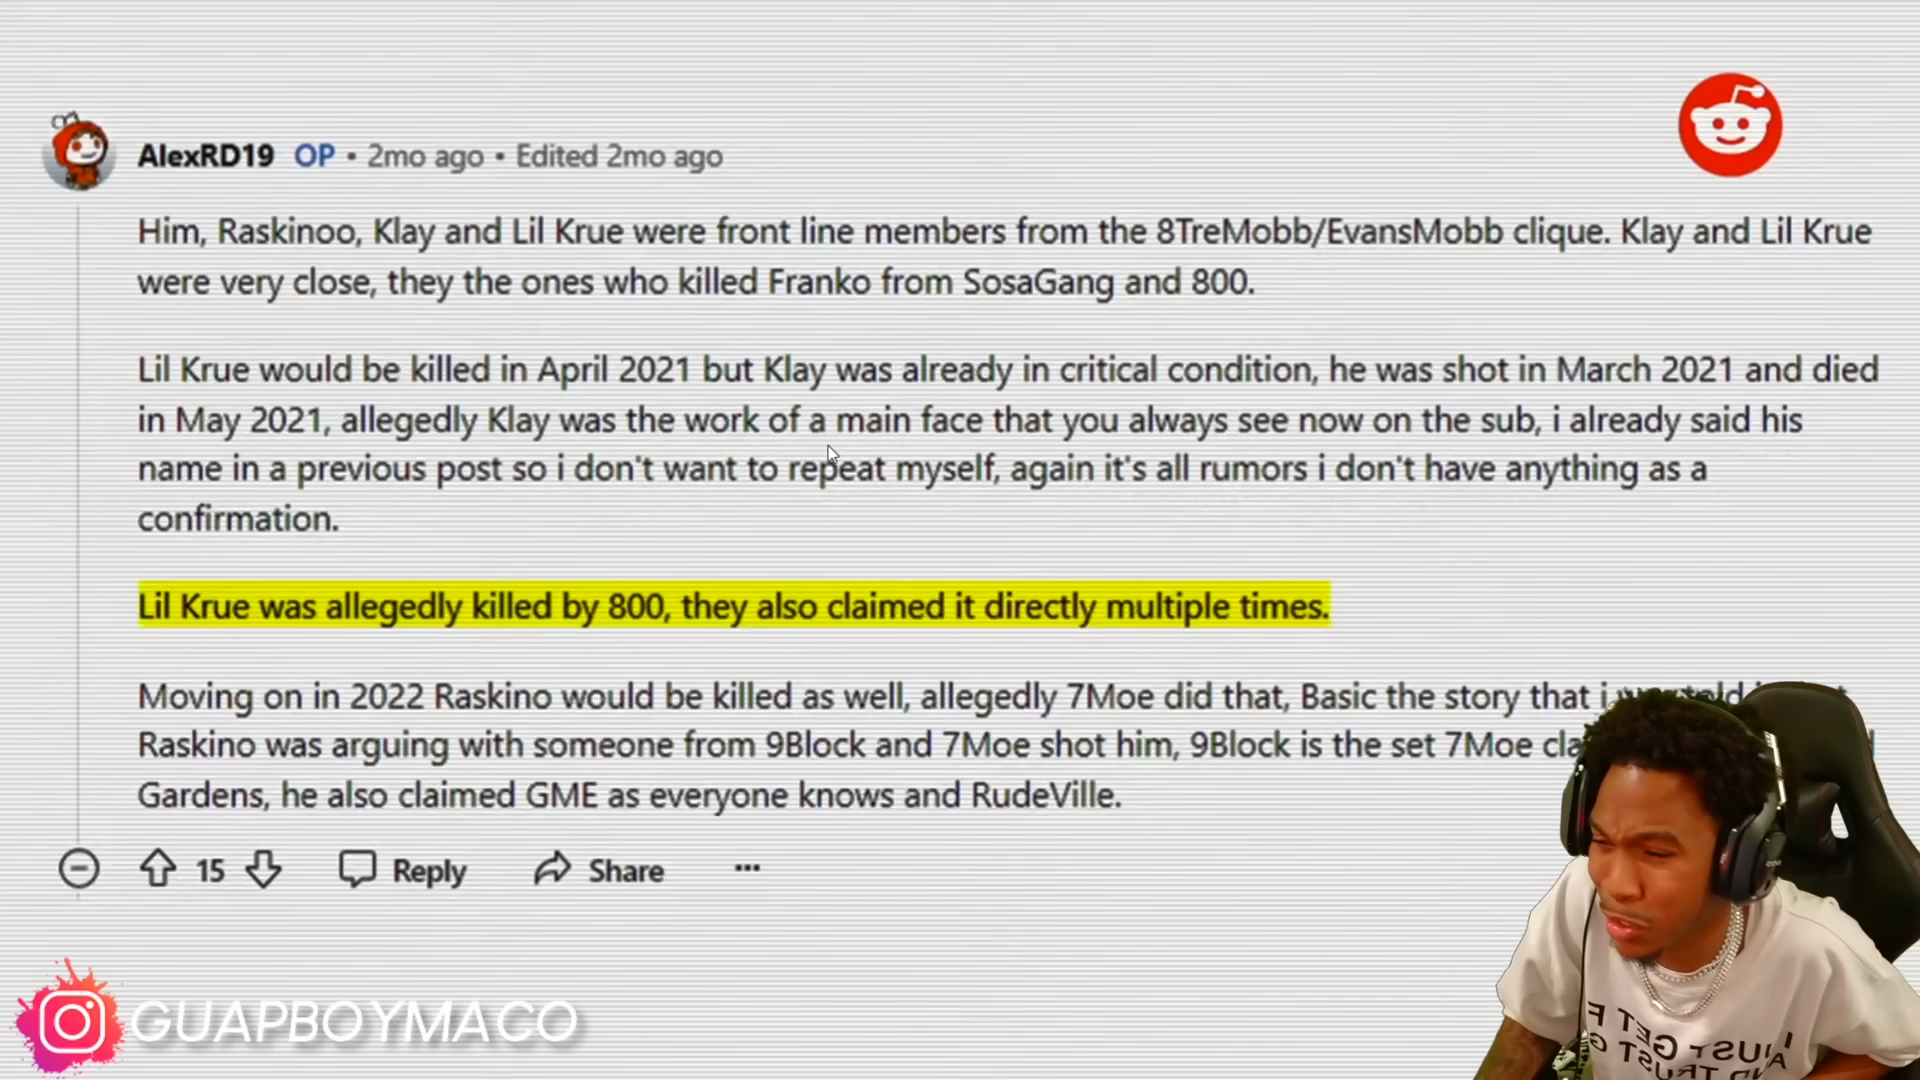 AlexRD19 OP • 2mo ago • Edited 2mo ago
Him, Raskinoo, Klay and Lil Krue were front line members from the 8TreMobb/EvansMobb clique. Klay and Lil Krue
were very close, they the ones who killed Franko from SosaGang and 800.
Lil Krue would be killed in April 2021 but Klay was already in critical condition, he was shot in March 2021 and died
in May 2021, allegedly Klay was the work of a main face that you always see now on the sub, i already said his
name in a previous post so i don't want to repeat myself, again it's all rumors i don't have anything as a
confirmation.
Lil Krue was allegedly killed by 800, they also claimed it directly multiple times.
Moving on in 2022 Raskino would be killed as well, allegedly 7Moe did that, Basic the story that i
Raskino was arguing with someone from 9Block and 7Moe shot him, 9Block is the set 7Moe
Gardens, he also claimed GME as everyone knows and RudeVille.
15 Reply Share ...
GUAPBOYMACO
I JUST GET F